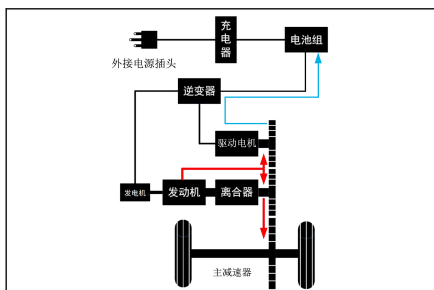 充电器
电池组
外接电源插头
逆变器
驱动电机
发电机
发动机
离合器
主减速器